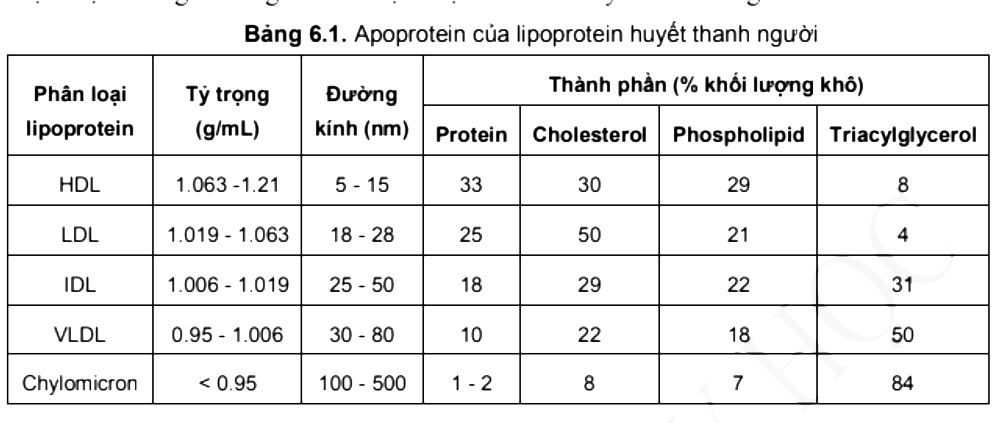 Bảng 6.1. Apoprotein của lipoprotein huyết thanh người
Phân loại lipoprotein Tỷ trọng (g/mL) Đường kính (nm) Thành phần (% khối lượng khô)
Protein Cholesterol Phospholipid Triacylglycerol
HDL 1.063 -1.21 5 - 15 33 30 29 8
LDL 1.019 - 1.063 18 - 28 25 50 21 4
IDL 1.006 - 1.019 25 - 50 18 29 22 31
VLDL 0.95 - 1.006 30 - 80 10 22 18 50
Chylomicron < 0.95 100 - 500 1 - 2 8 7 84
Y HỌC